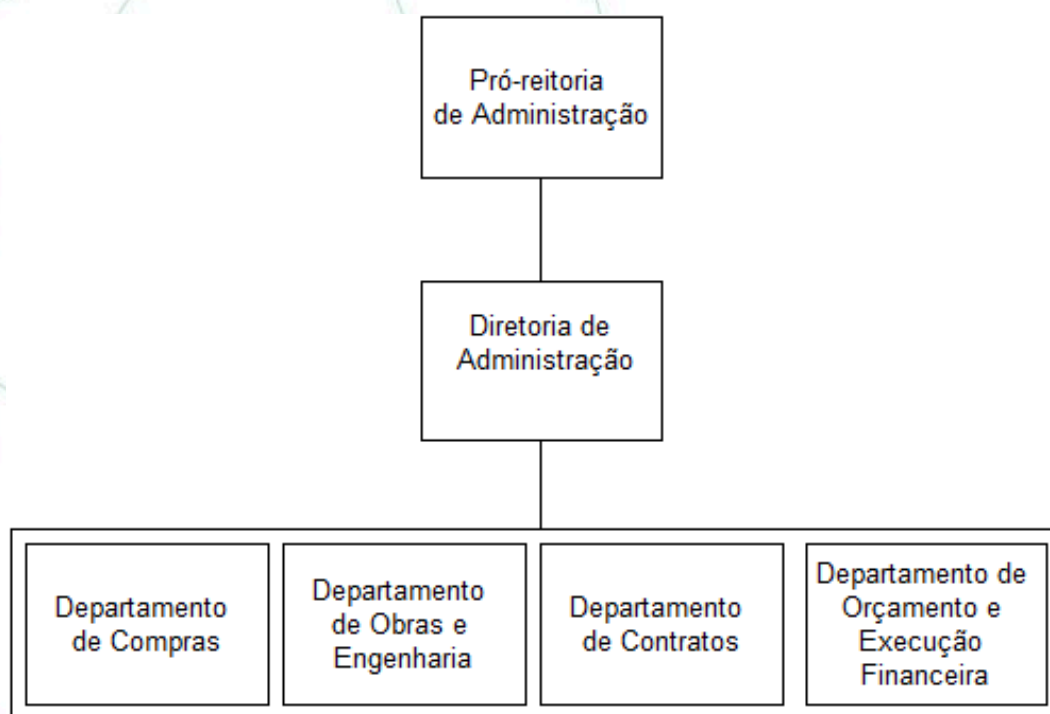 Pró-reitoria
de Administração
Diretoria de
Administração
Departamento
de Compras
Departamento
de Obras e
Engenharia
Departamento
de Contratos
Departamento de
Orçamento e
Execução
Financeira